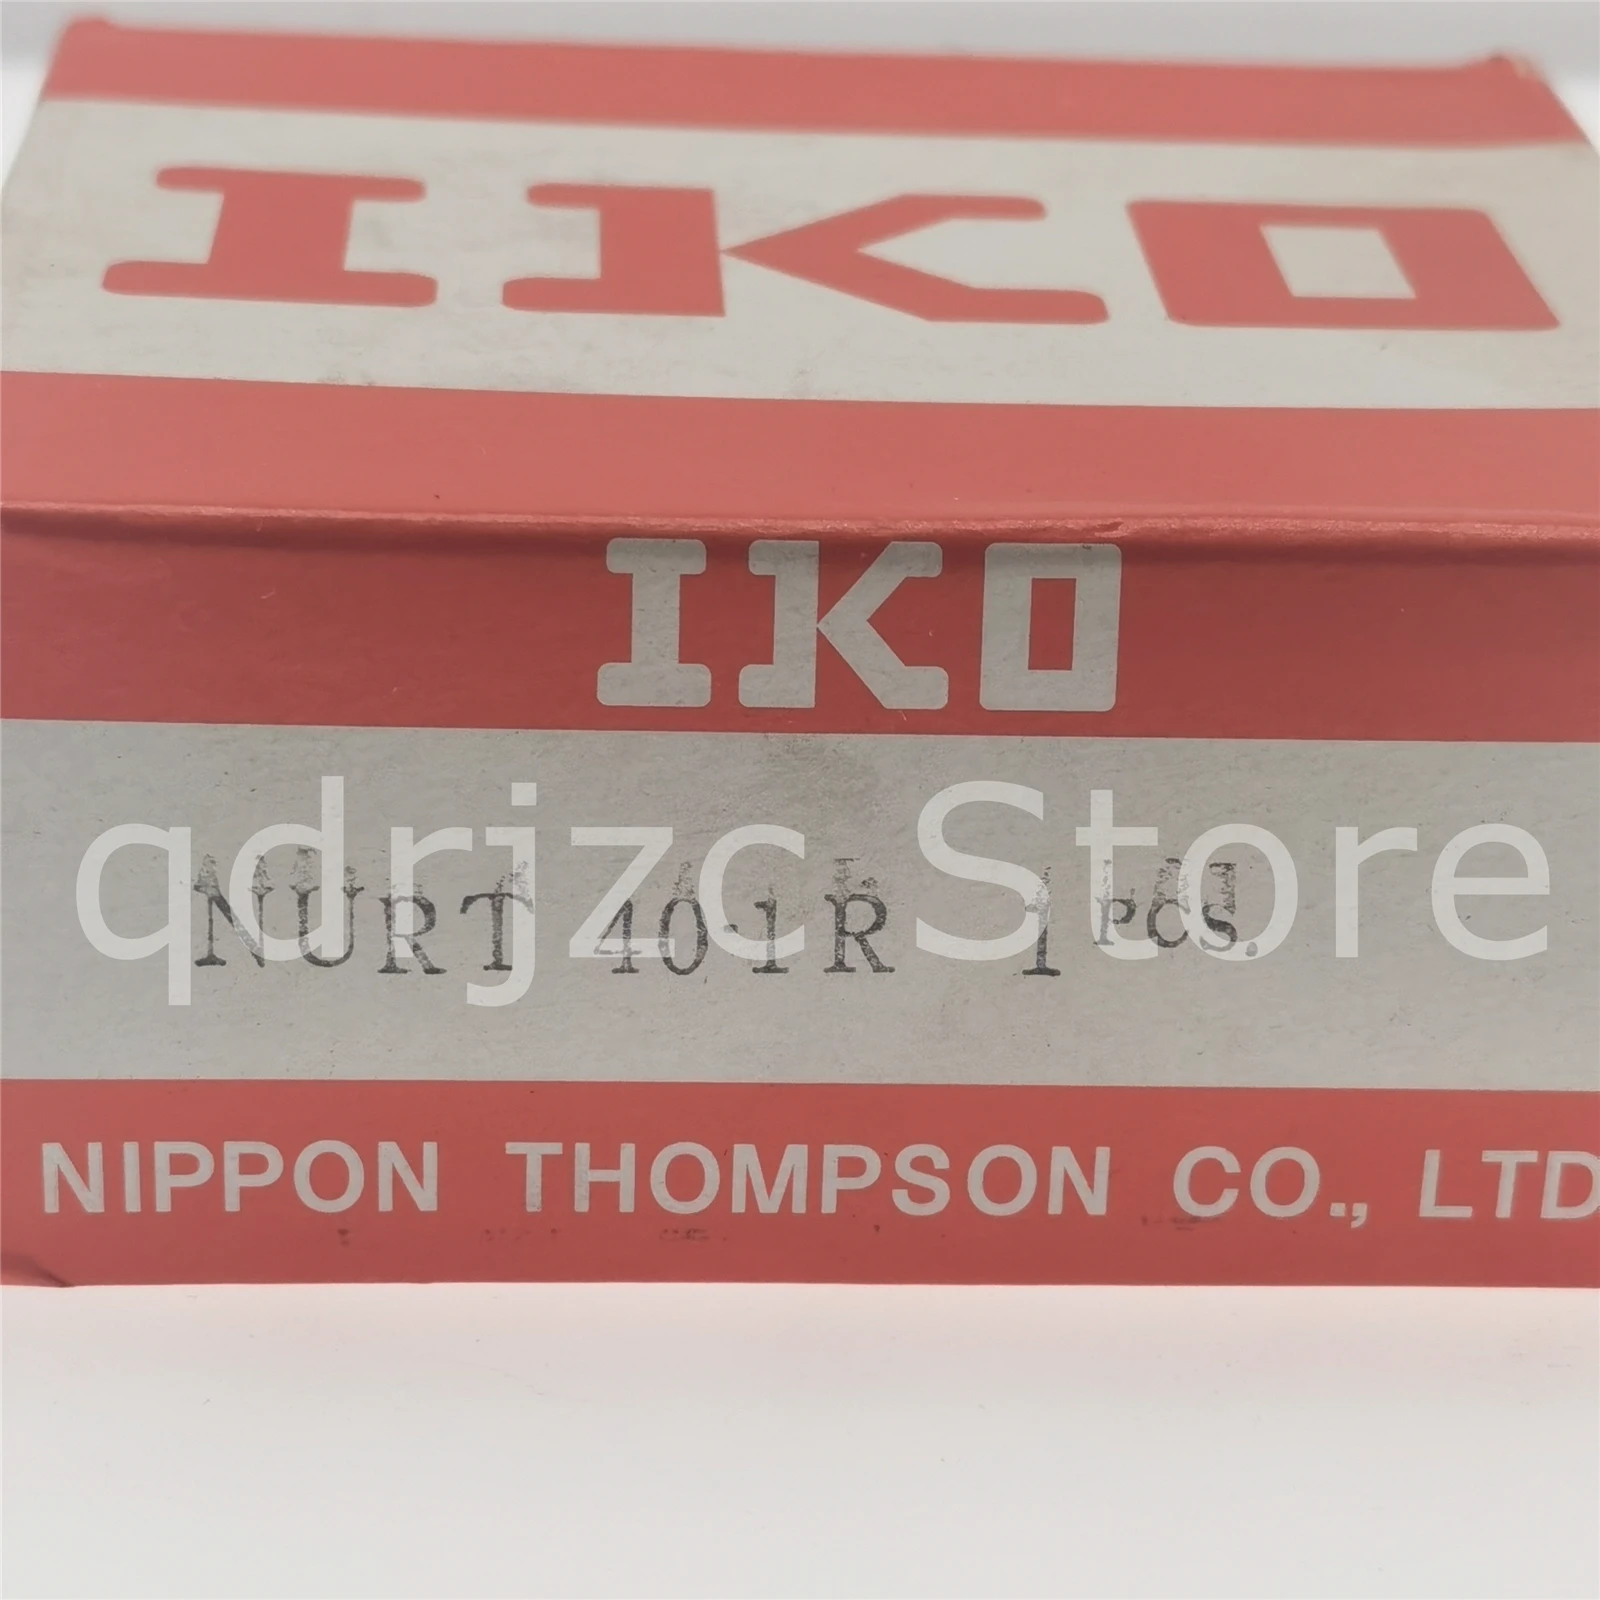 IKO
IKO
qdrjzc Store
NURT 40-1R 1 PCS.
NIPPON THOMPSON CO., LTD